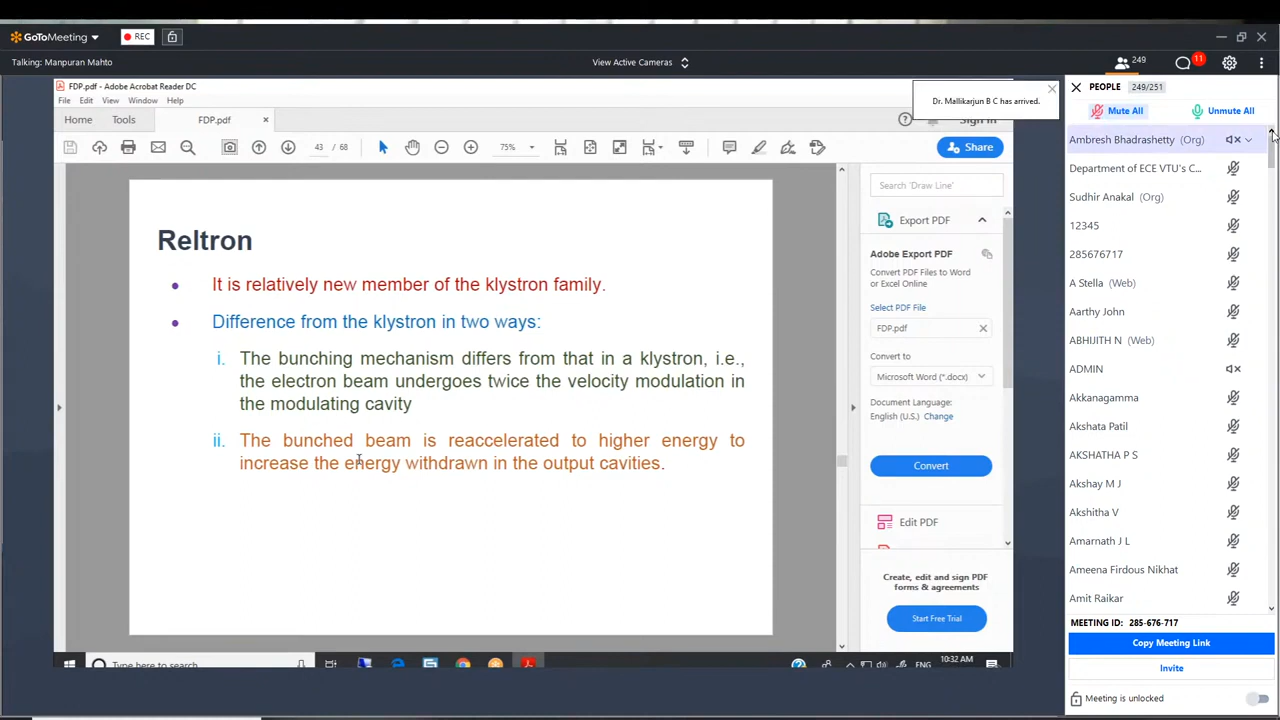 GoToMeeting
REC
249
11
Talking: Manpuran Mahto
View Active Cameras
FDP.pdf - Adobe Acrobat Reader DC
File Edit View Window Help
Home Tools FDP.pdf
Dr. Mallikarjun B C has arrived.
43 / 68
75%
Share
Reltron
It is relatively new member of the klystron family.
Difference from the klystron in two ways:
i. The bunching mechanism differs from that in a klystron, i.e.,
the electron beam undergoes twice the velocity modulation in
the modulating cavity
ii. The bunched beam is reaccelerated to higher energy to
increase the energy withdrawn in the output cavities.
Search 'Draw Line'
Export PDF
Adobe Export PDF
Convert PDF Files to Word
or Excel Online
Select PDF File
FDP.pdf
Convert to
Microsoft Word (*.docx)
Document Language:
English (U.S.) Change
Convert
Edit PDF
Create, edit and sign PDF
forms & agreements
Start Free Trial
Type here to search
ENG
10:32 AM
PEOPLE 249/251
Mute All Unmute All
Ambresh Bhadrashetty (Org)
Department of ECE VTU's C...
Sudhir Anakal (Org)
12345
285676717
A Stella (Web)
Aarthy John
ABHIJITH N (Web)
ADMIN
Akkanagamma
Akshata Patil
AKSHATHA P S
Akshay M J
Akshitha V
Amarnath J L
Ameena Firdous Nikhat
Amit Raikar
MEETING ID: 285-676-717
Copy Meeting Link
Invite
Meeting is unlocked